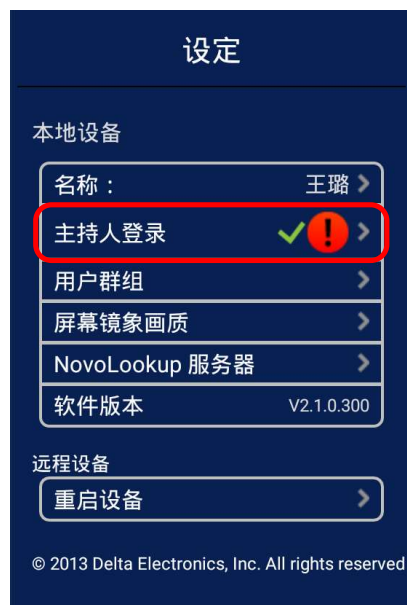 设定
本地设备
名称： 王璐
主持人登录
用户群组
屏幕镜象画质
NovoLookup 服务器
软件版本 V2.1.0.300
远程设备
重启设备
© 2013 Delta Electronics, Inc. All rights reserved